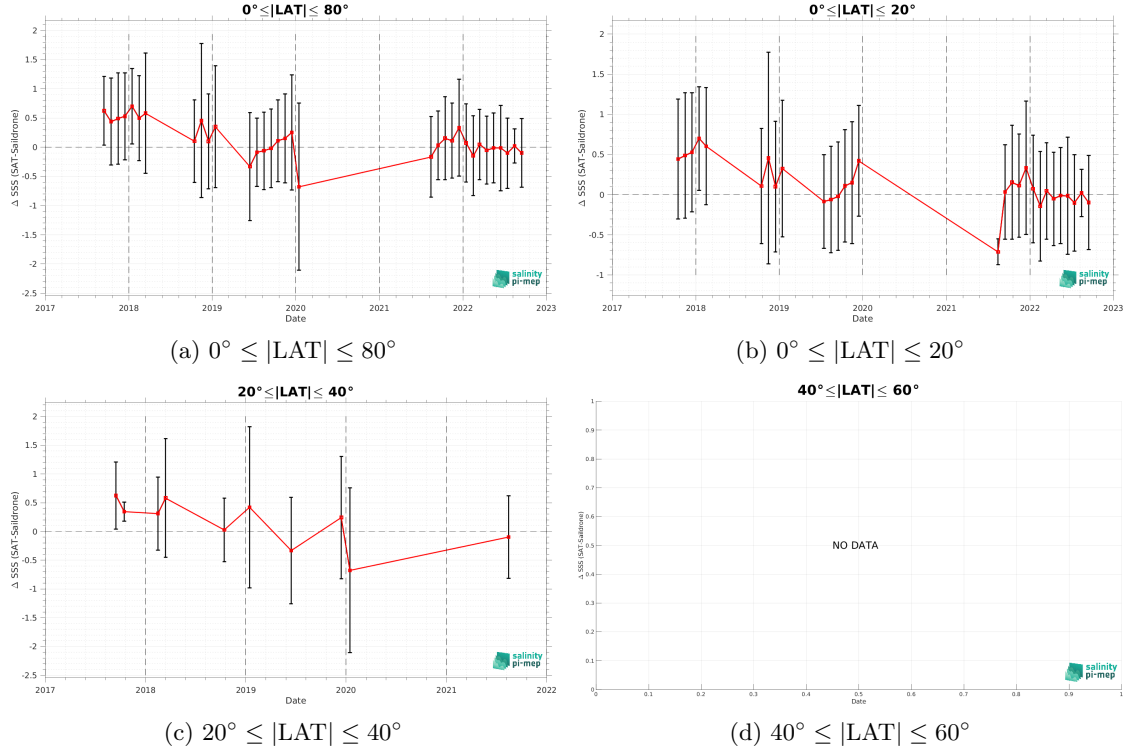 0°≤|LAT|≤ 80°
Δ SSS (SAT-Saildrone)
2
1.5
1
0.5
0
-0.5
-1
-1.5
-2
-2.5
2017
2018
2019
2020
2021
2022
2023
Date
salinity
pi-mep
(a) 0° ≤ |LAT| ≤ 80°
0°≤|LAT|≤ 20°
Δ SSS (SAT-Saildrone)
2
1.5
1
0.5
0
-0.5
-1
2017
2018
2019
2020
2021
2022
2023
Date
salinity
pi-mep
(b) 0° ≤ |LAT| ≤ 20°
20°≤|LAT|≤ 40°
Δ SSS (SAT-Saildrone)
2
1.5
1
0.5
0
-0.5
-1
-1.5
-2
-2.5
2017
2018
2019
2020
2021
2022
Date
salinity
pi-mep
(c) 20° ≤ |LAT| ≤ 40°
40°≤|LAT|≤ 60°
Δ SSS (SAT-Saildrone)
1
0.9
0.8
0.7
0.6
0.5
0.4
0.3
0.2
0.1
0
NO DATA
0
0.1
0.2
0.3
0.4
0.5
0.6
0.7
0.8
0.9
1
Date
salinity
pi-mep
(d) 40° ≤ |LAT| ≤ 60°